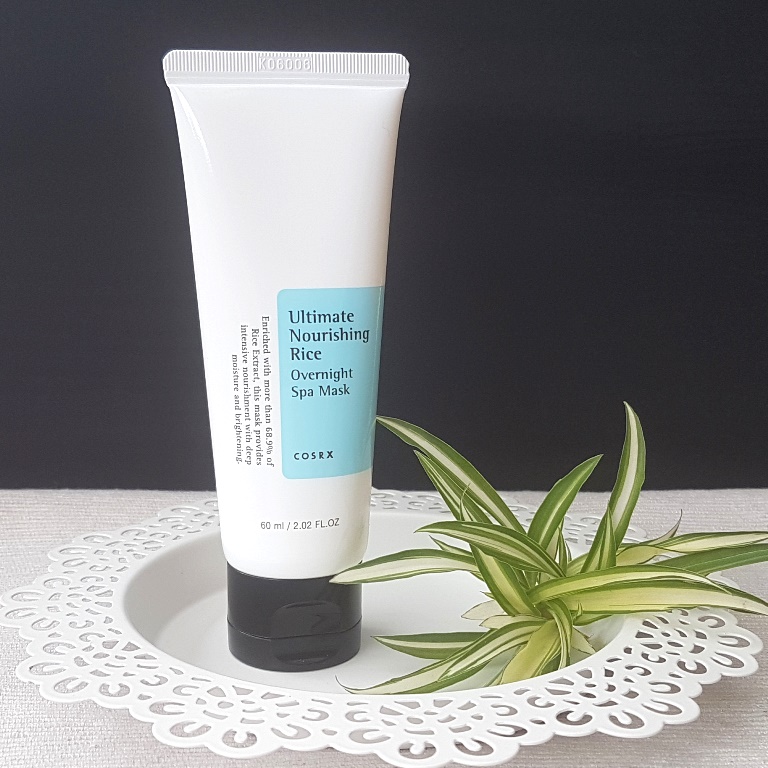 K08006
Ultimate
Nourishing
Rice
Overnight
Spa Mask
COSRX
Enriched with more than 68.9% of
Rice Extract, this mask provides
intensive nourishment with deep
moisture and brightening.
60 ml / 2.02 FL.OZ